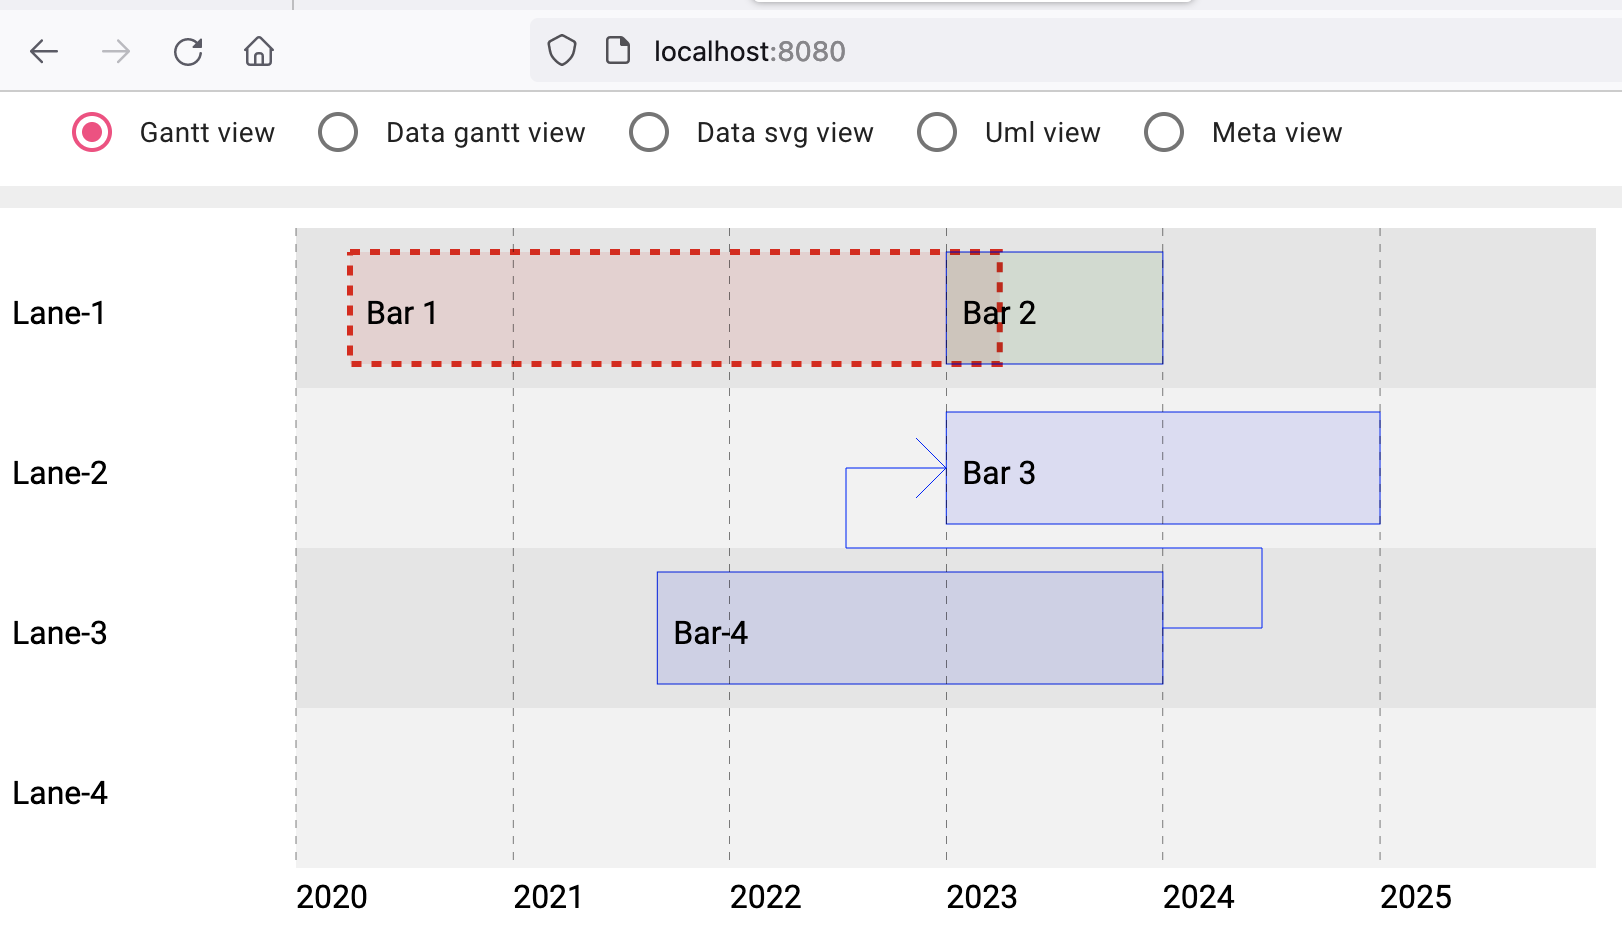 localhost:8080
Gantt view Data gantt view Data svg view Uml view Meta view
Lane-1 Bar 1 Bar 2
Lane-2 Bar 3
Lane-3 Bar-4
Lane-4
2020 2021 2022 2023 2024 2025